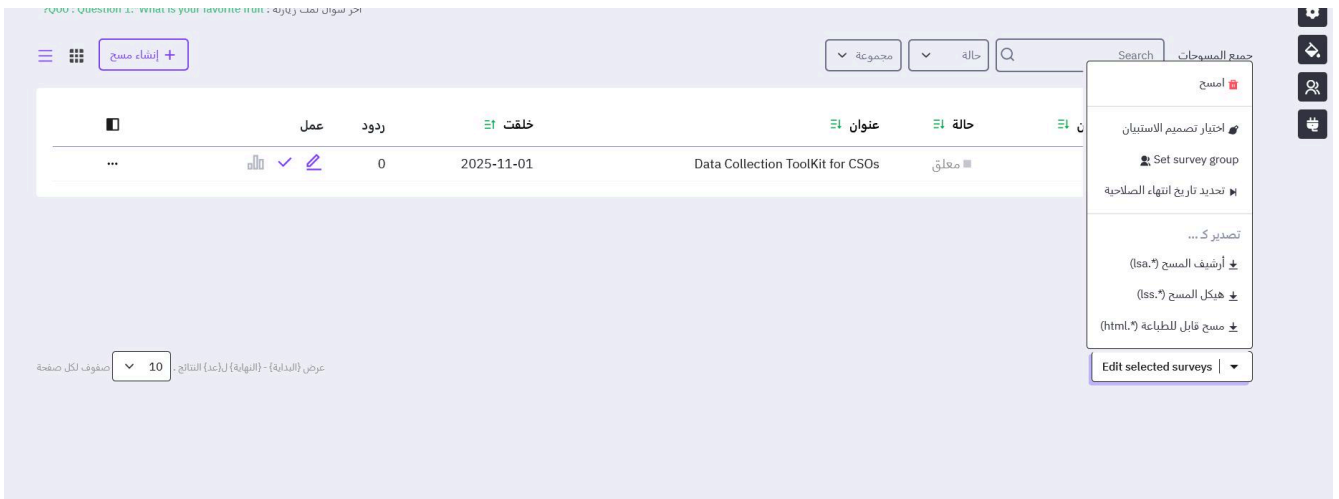 آخر سؤال تمت زيارته : Q00 : Question 1: What is your favorite fruit?
جميع المسوحات
Search
حالة
مجموعة
+ إنشاء مسح
عنوان
حالة
خلقت
ردود
عمل
معلق
Data Collection ToolKit for CSOs
2025-11-01
0
امسح
اختيار تصميم الاستبيان
Set survey group
تحديد تاريخ انتهاء الصلاحية
تصدير كـ ...
أرشيف المسح (*.lsa)
هيكل المسح (*.lss)
مسح قابل للطباعة (*.html)
Edit selected surveys
عرض {البداية} - {النهاية} ل{عد} النتائج . 10 صفوف لكل صفحة